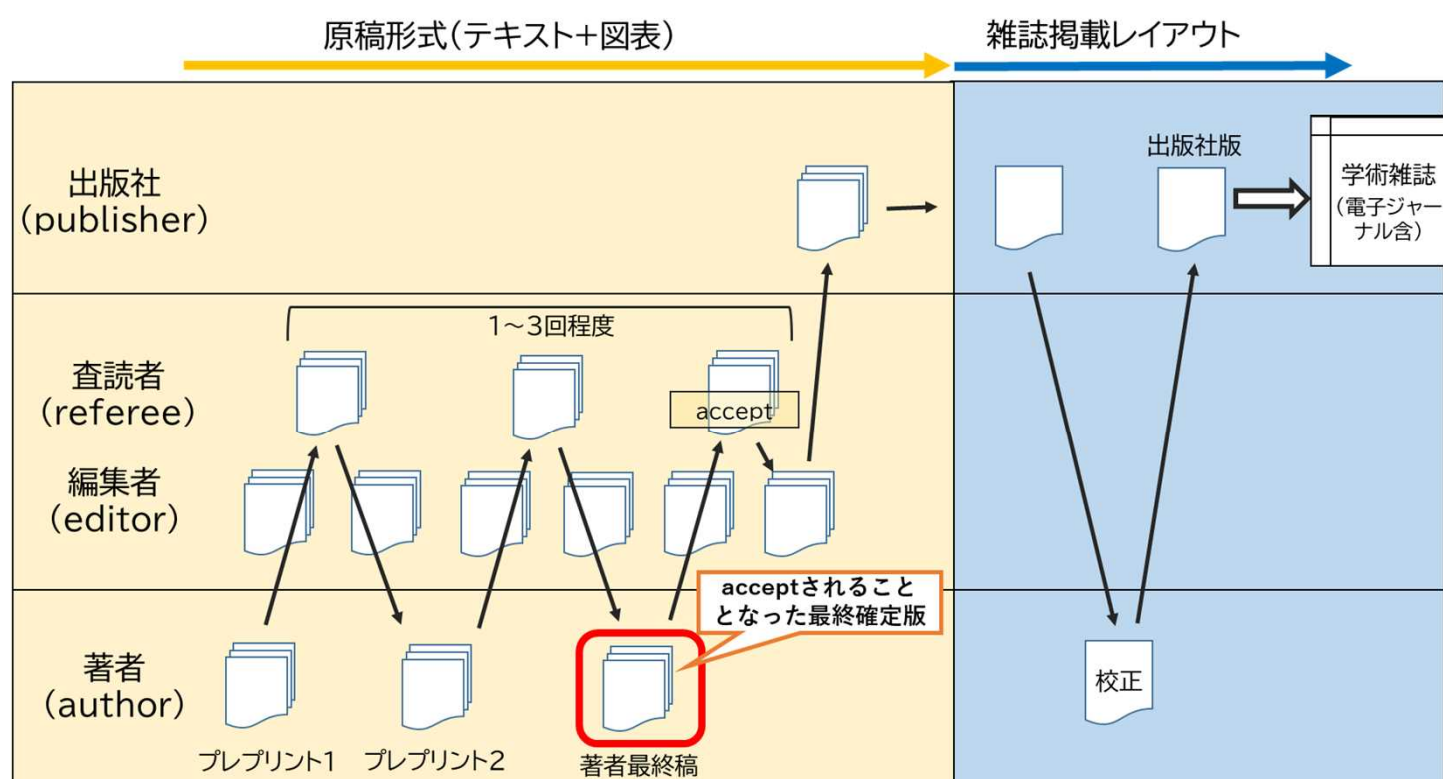 原稿形式(テキスト+図表)
雑誌掲載レイアウト
出版社
(publisher)
出版社版
学術雑誌
(電子ジャー
ナル含)
1~3回程度
査読者
(referee)
accept
編集者
(editor)
acceptされること
となった最終確定版
著者
(author)
校正
プレプリント1
プレプリント2
著者最終稿